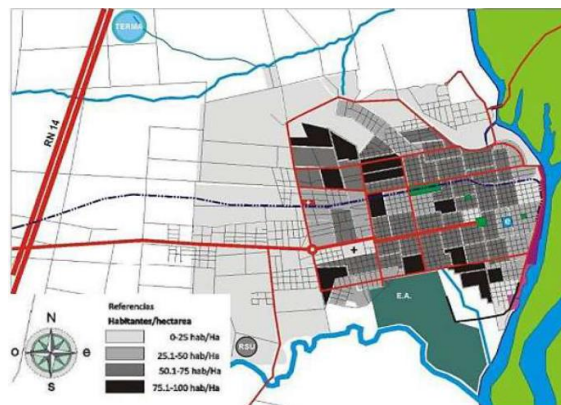 TERMA
RN 14
+
e
E.A.
RSU
N
O e
S
Referencias
Habitantes/hectarea
0-25 hab/Ha
25.1-50 hab/Ha
50.1-75 hab/Ha
75.1-100 hab/Ha